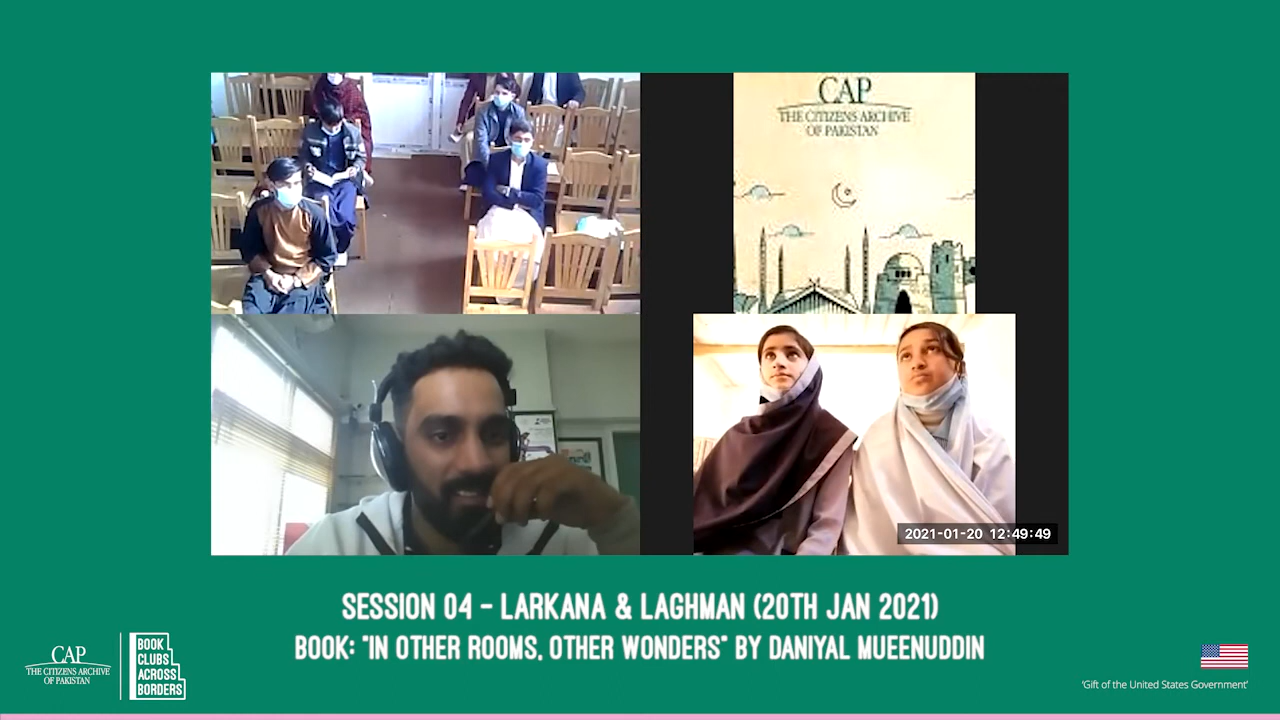 CAP
THE CITIZENS ARCHIVE
OF PAKISTAN
2021-01-20 12:49:49
SESSION 04 - LARKANA & LAGHMAN (20TH JAN 2021)
BOOK: "IN OTHER ROOMS, OTHER WONDERS" BY DANIYAL MUEENUDDIN
CAP
THE CITIZENS ARCHIVE
OF PAKISTAN
BOOK
CLUBS
ACROSS
BORDERS
'Gift of the United States Government'